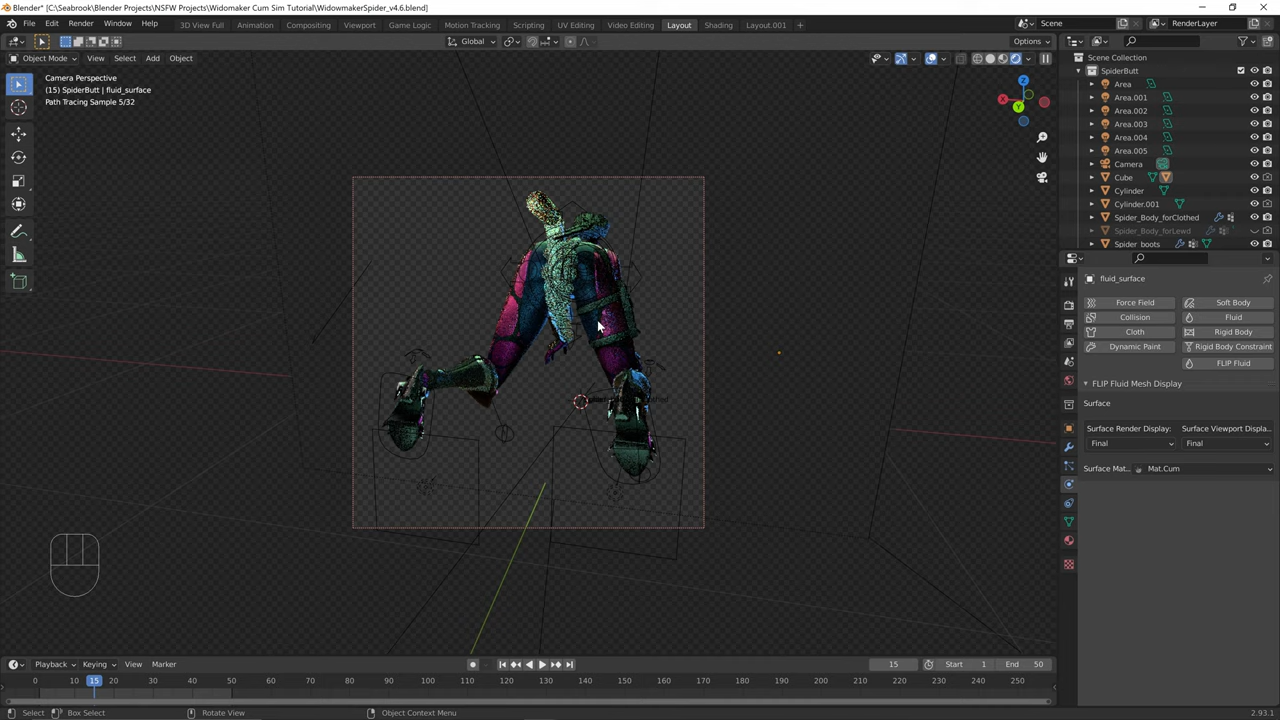 Blender* [C:\Seabrook\Blender Projects\NSFW Projects\Widomaker Cum Sim Tutorial\WidowmakerSpider_v4.6.blend]
File Edit Render Window Help 3D View Full Animation Compositing Game Logic Motion Tracking Scripting UV Editing Video Editing Layout Shading Layout.001 + Scene RenderLayer
Global Options
Object Mode View Select Add Object
Camera Perspective
(15) SpiderButt | fluid_surface
Path Tracing Sample 5/32
Z
X
Y
Scene Collection
SpiderButt
Area
Area.001
Area.002
Area.003
Area.004
Area.005
Camera
Cube
Cylinder
Cylinder.001
Spider_Body_forClothed
Spider_Body_forLewd
Spider_boots
fluid_surface
Force Field Soft Body
Collision Fluid
Cloth Rigid Body
Dynamic Paint Rigid Body Constraint
FLIP Fluid
FLIP Fluid Mesh Display
Surface
Surface Render Display: Surface Viewport Displa...
Final Final
Surface Mat... Mat.Cum
Playback Keying View Marker 15 Start 1 End 50
0 10 15 20 30 40 50 60 70 80 90 100 110 120 130 140 150 160 170 180 190 200 210 220 230 240 250
Select Box Select Rotate View Object Context Menu 2.93.1